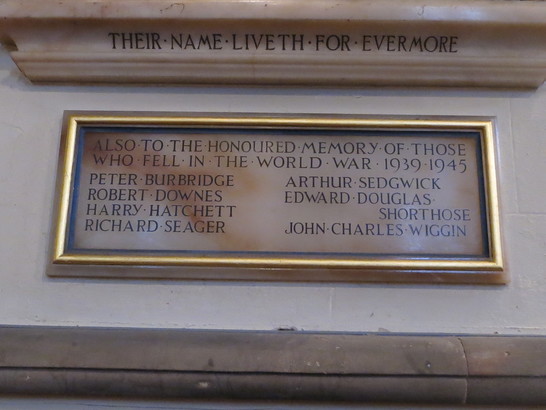 THEIR·NAME·LIVETH·FOR·EVERMORE
ALSO·TO·THE·HONOURED·MEMORY·OF·THOSE
WHO·FELL·IN·THE·WORLD·WAR·1939·1945
PETER·BURBRIDGE
ROBERT·DOWNES
HARRY·HATCHETT
RICHARD·SEAGER
ARTHUR·SEDGWICK
EDWARD·DOUGLAS·
SHORTHOSE
JOHN·CHARLES·WIGGIN